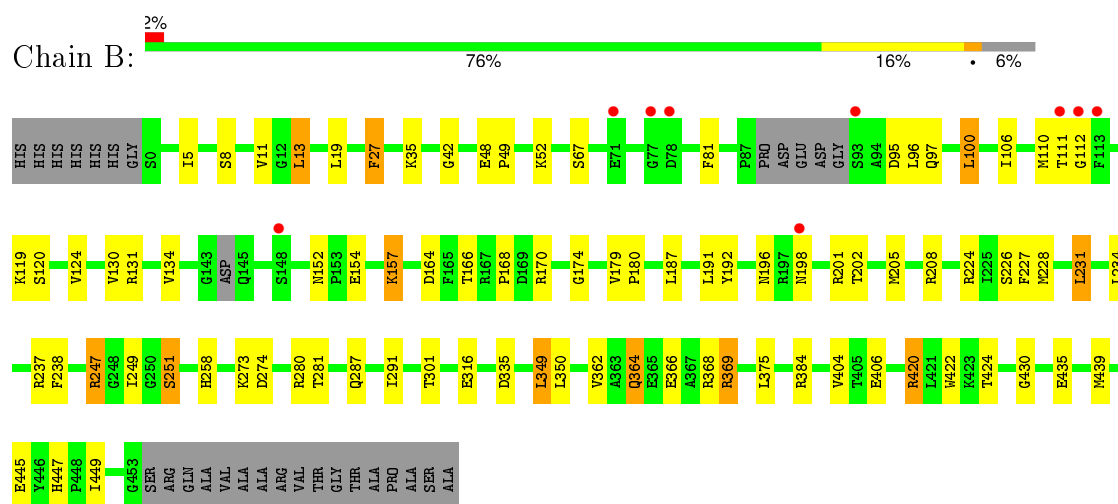 2%
Chain B:
76% 16% • 6%
HIS HIS HIS HIS HIS HIS GLY S0 I5 S8 V11 G12 L13 L19 F27 K35 G42 E48 P49 K52 S67 E71 G77 D78 F81 P87 PRO ASP GLU ASP GLY S93 A94 D95 L96 Q97 L100 I106 M110 T111 G112 F113
K119 S120 V124 V130 R131 V134 G143 ASP Q145 S148 N152 P153 E154 K157 D164 F165 T166 R167 P168 D169 R170 G174 V179 P180 L187 L191 Y192 N196 R197 N198 R201 T202 M205 R208 R224 I225 S226 F227 M228 L231
R237 F238 R247 G248 I249 G250 S251 H258 K273 D274 R280 T281 Q287 I291 T301 E316 D335 L349 L350 V362 A363 Q364 E365 E366 A367 R368 R369 L375 R384 V404 T405 E406 R420 L421 W422 K423 T424 G430 E435 M439
E445 Y446 H447 P448 I449 G453 SER ARG GLN ALA VAL ALA ALA ARG VAL THR GLY THR ALA PRO ALA SER ALA